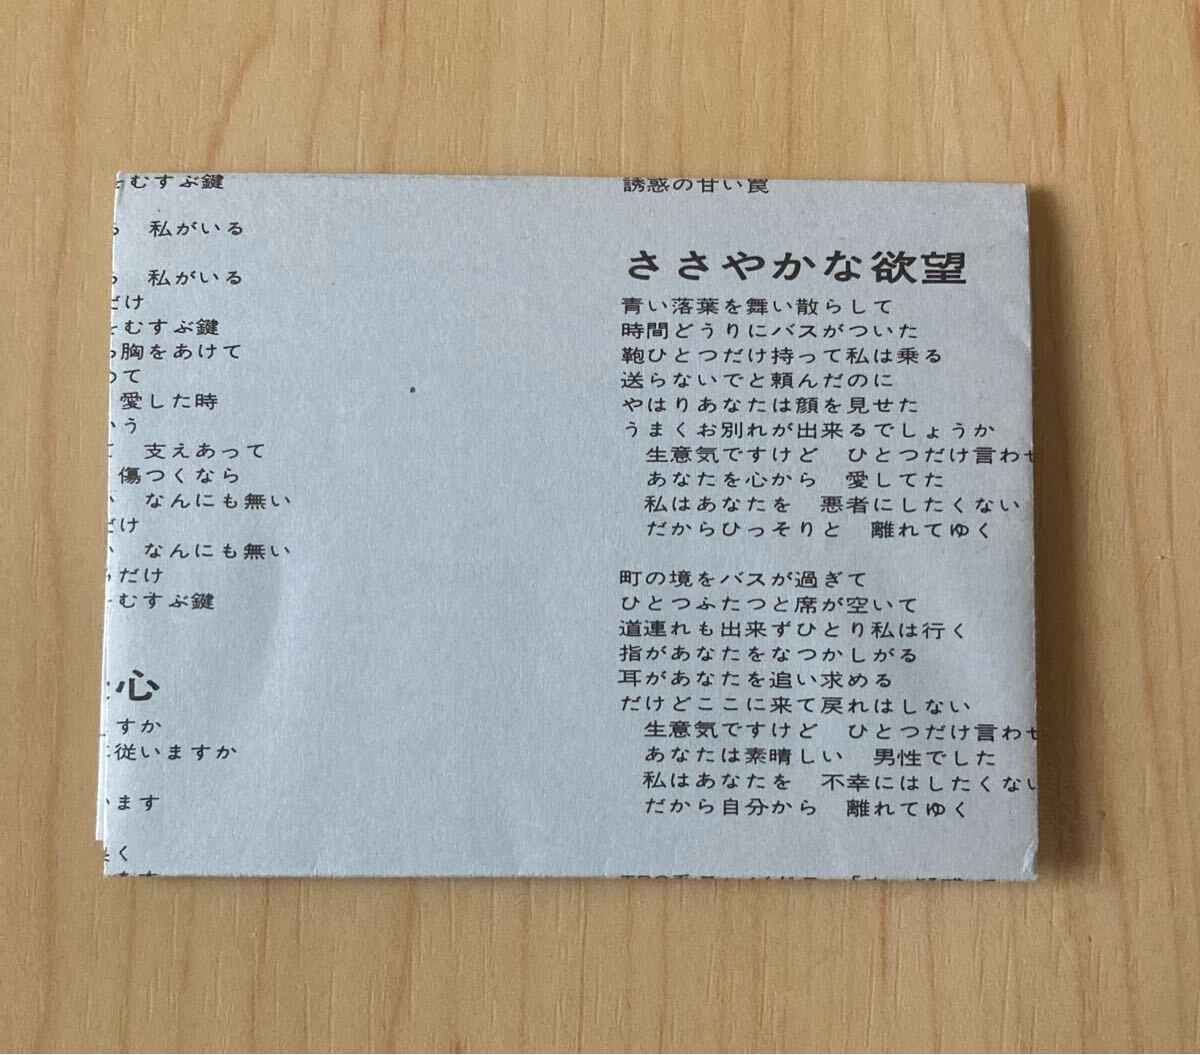 をむすぶ鍵
私がいる
私がいる
だけ
をむすぶ鍵
胸をあけて
て
愛した時
う
支えあって
傷つくなら
なんにも無い
だけ
なんにも無い
だけ
をむすぶ鍵
心
ますか
に従いますか
います
良く
ます
誘惑の甘い罠
ささやかな欲望
青い落葉を舞い散らして
時間どうりにバスがついた
鞄ひとつだけ持って私は乗る
送らないでと頼んだのに
やはりあなたは顔を見せた
うまくお別れが出来るでしょうか
生意気ですけど ひとつだけ言わせ
あなたを心から 愛してた
私はあなたを 悪者にしたくない
だからひっそりと 離れてゆく
町の境をバスが過ぎて
ひとつふたつと席が空いて
道連れも出来ずひとり私は行く
指があなたをなつかしがる
耳があなたを追い求める
だけどここに来て戻れはしない
生意気ですけど ひとつだけ言わせ
あなたは素晴しい 男性でした
私はあなたを 不幸にはしたくない
だから自分から 離れてゆく